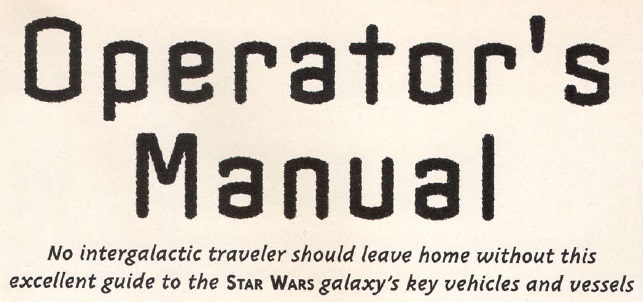 Operator's
Manual
No intergalactic traveler should leave home without this
excellent guide to the STAR WARS galaxy's key vehicles and vessels